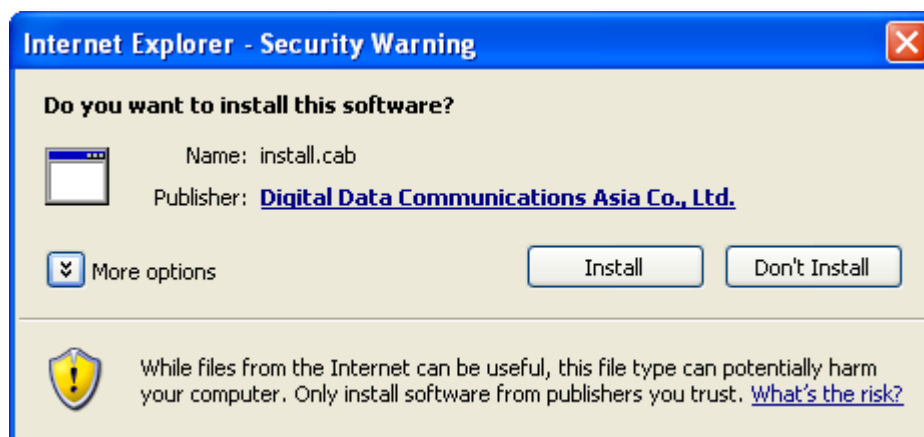 Internet Explorer - Security Warning
Do you want to install this software?
Name: install.cab
Publisher: Digital Data Communications Asia Co., Ltd.
More options
Install
Don't Install
While files from the Internet can be useful, this file type can potentially harm
your computer. Only install software from publishers you trust. What's the risk?